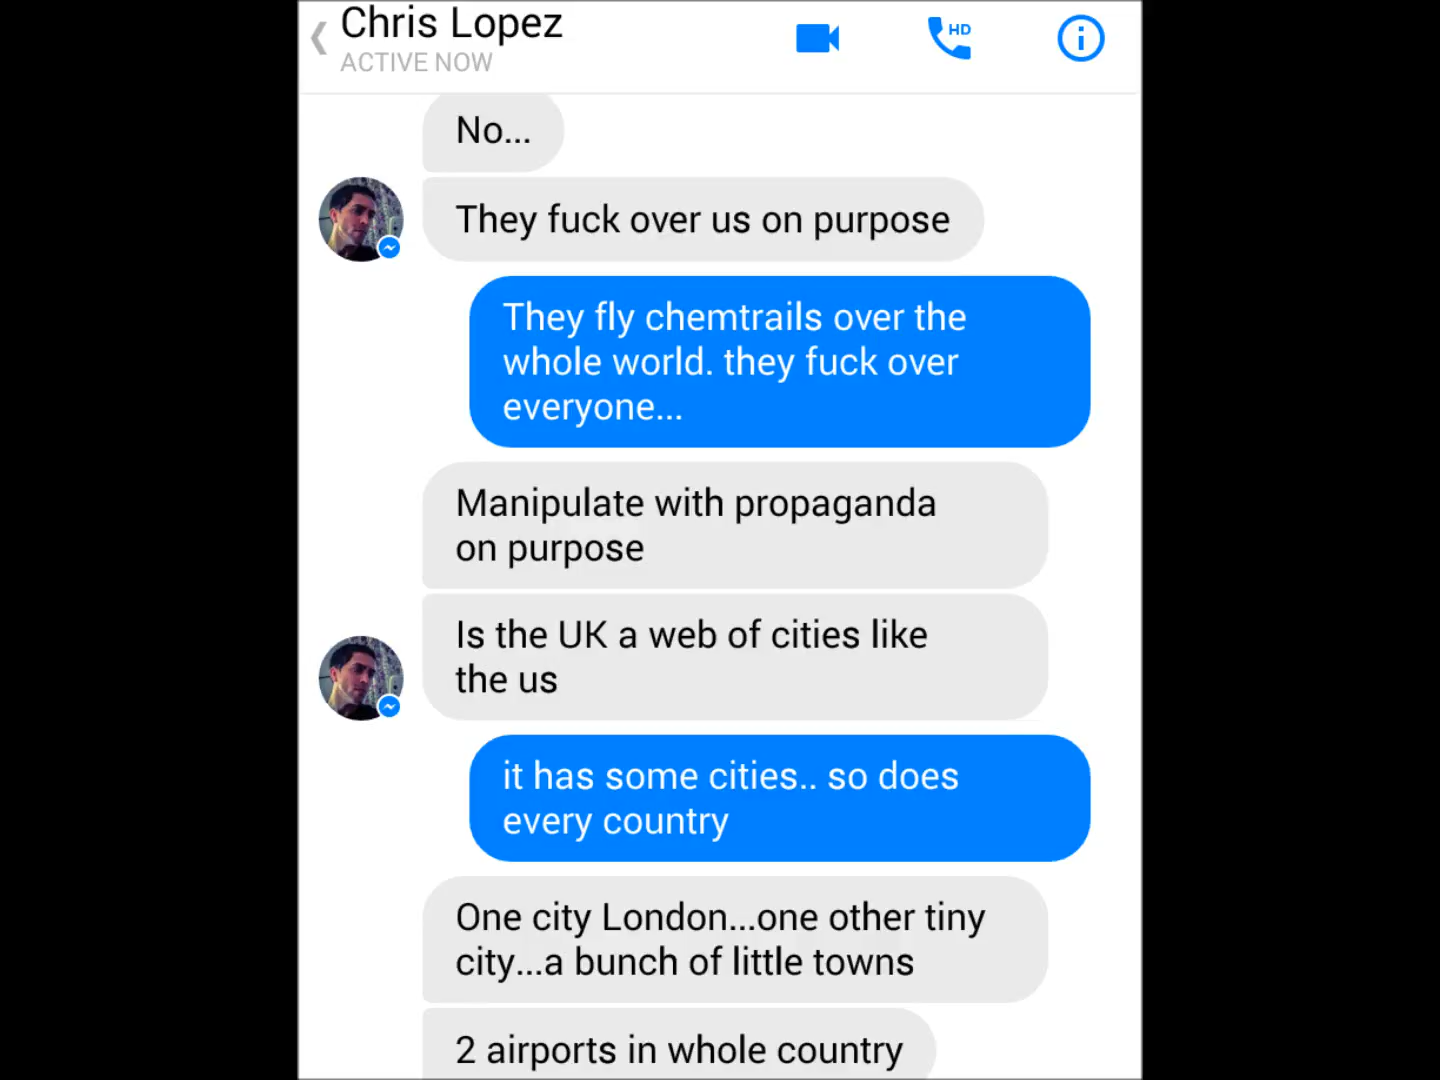 Chris Lopez
ACTIVE NOW
HD
No...
They fuck over us on purpose
They fly chemtrails over the
whole world. they fuck over
everyone...
Manipulate with propaganda
on purpose
Is the UK a web of cities like
the us
it has some cities.. so does
every country
One city London...one other tiny
city...a bunch of little towns
2 airports in whole country